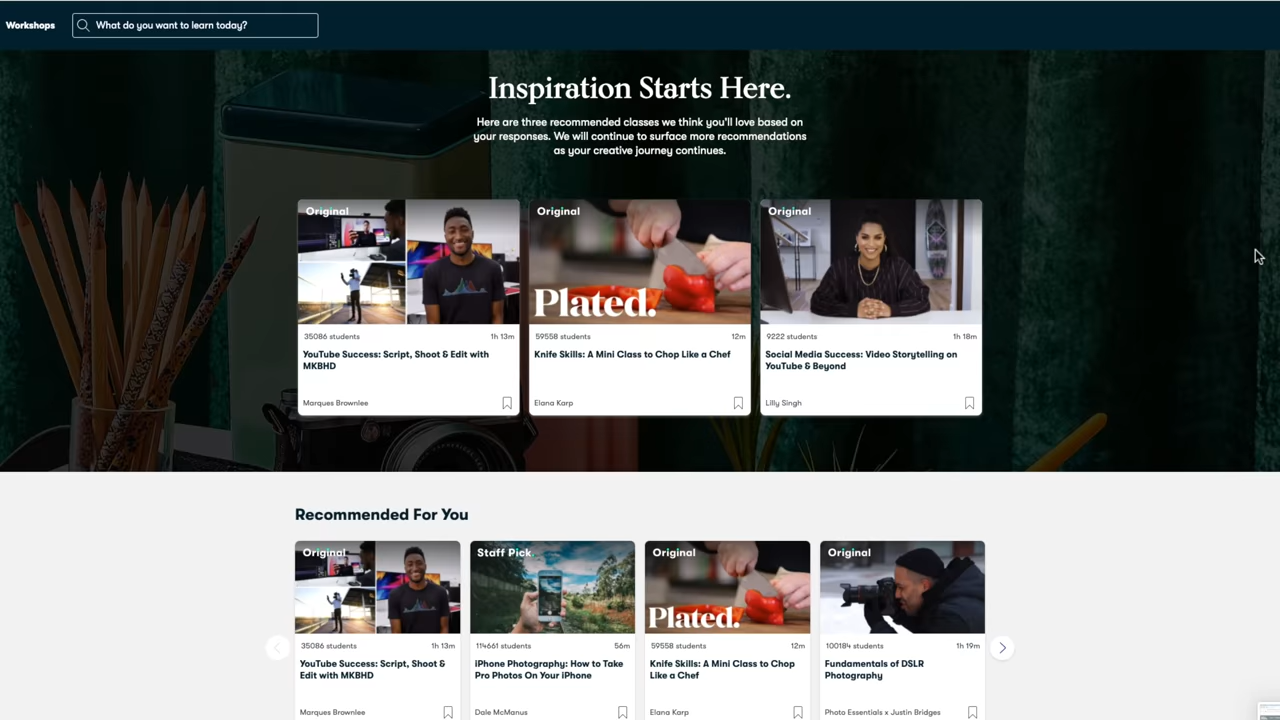 Workshops
What do you want to learn today?
Inspiration Starts Here.
Here are three recommended classes we think you'll love based on
your responses. We will continue to surface more recommendations
as your creative journey continues.
Original
Original
Original
Plated.
35086 students
1h 13m
59558 students
12m
9222 students
1h 18m
YouTube Success: Script, Shoot & Edit with
MKBHD
Knife Skills: A Mini Class to Chop Like a Chef
Social Media Success: Video Storytelling on
YouTube & Beyond
Marques Brownlee
Elana Karp
Lilly Singh
Recommended For You
Original
Staff Pick
Original
Original
Plated.
35086 students
1h 13m
114661 students
56m
59558 students
12m
100184 students
1h 19m
YouTube Success: Script, Shoot &
Edit with MKBHD
iPhone Photography: How to Take
Pro Photos On Your iPhone
Knife Skills: A Mini Class to Chop
Like a Chef
Fundamentals of DSLR
Photography
Marques Brownlee
Dale McManus
Elana Karp
Photo Essentials x Justin Bridges